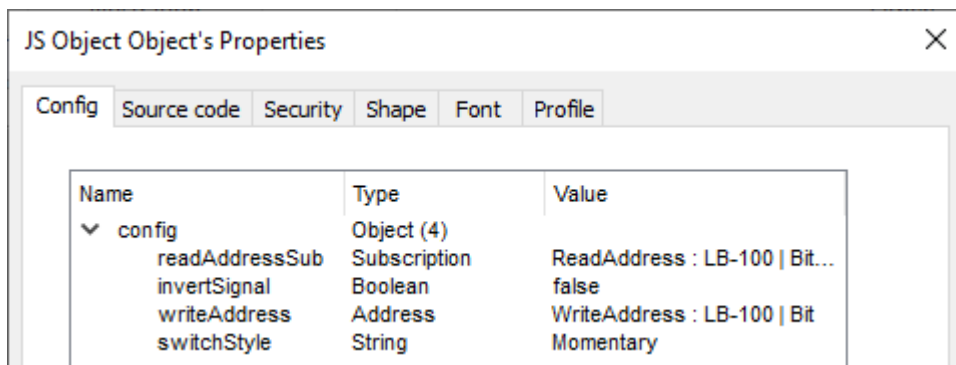 JS Object Object's Properties
Config Source code Security Shape Font Profile
Name Type Value
config Object (4)
readAddressSub Subscription ReadAddress : LB-100 | Bit...
invertSignal Boolean false
writeAddress Address WriteAddress : LB-100 | Bit
switchStyle String Momentary